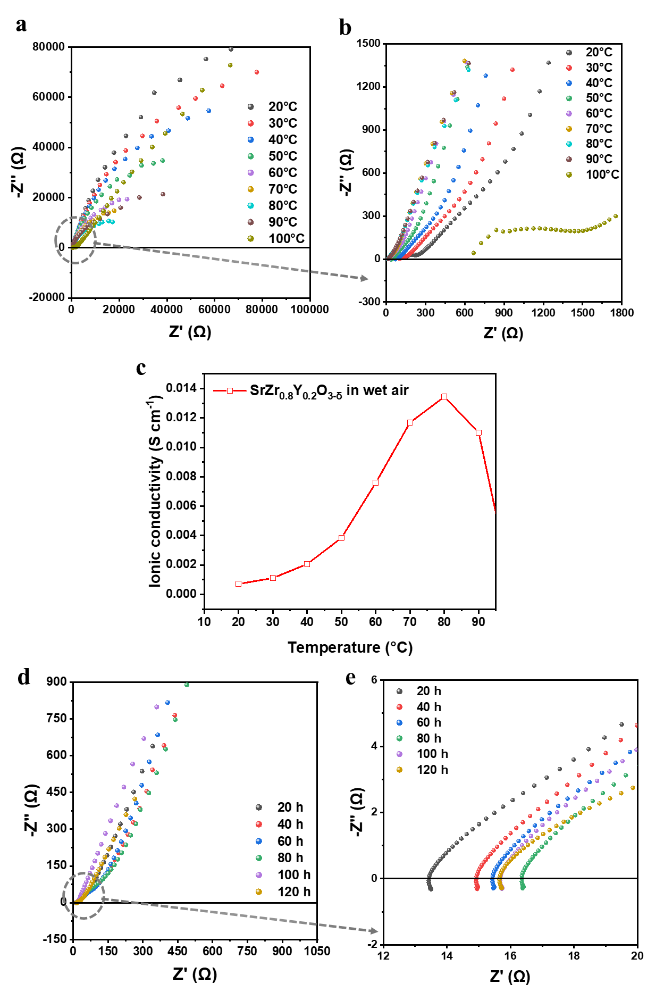 a
80000
60000
40000
20000
0
-20000
0 20000 40000 60000 80000 100000
-Z'' (Ω)
Z' (Ω)
20°C
30°C
40°C
50°C
60°C
70°C
80°C
90°C
100°C
b
1500
1200
900
600
300
0
-300
0 300 600 900 1200 1500 1800
-Z'' (Ω)
Z' (Ω)
20°C
30°C
40°C
50°C
60°C
70°C
80°C
90°C
100°C
c
SrZr0.8Y0.2O3-δ in wet air
0.014
0.012
0.010
0.008
0.006
0.004
0.002
0.000
10 20 30 40 50 60 70 80 90
Ionic conductivity (S cm-1)
Temperature (°C)
d
900
750
600
450
300
150
0
-150
0 150 300 450 600 750 900 1050
-Z'' (Ω)
Z' (Ω)
20 h
40 h
60 h
80 h
100 h
120 h
e
6
4
2
0
-2
12 14 16 18 20
-Z'' (Ω)
Z' (Ω)
20 h
40 h
60 h
80 h
100 h
120 h